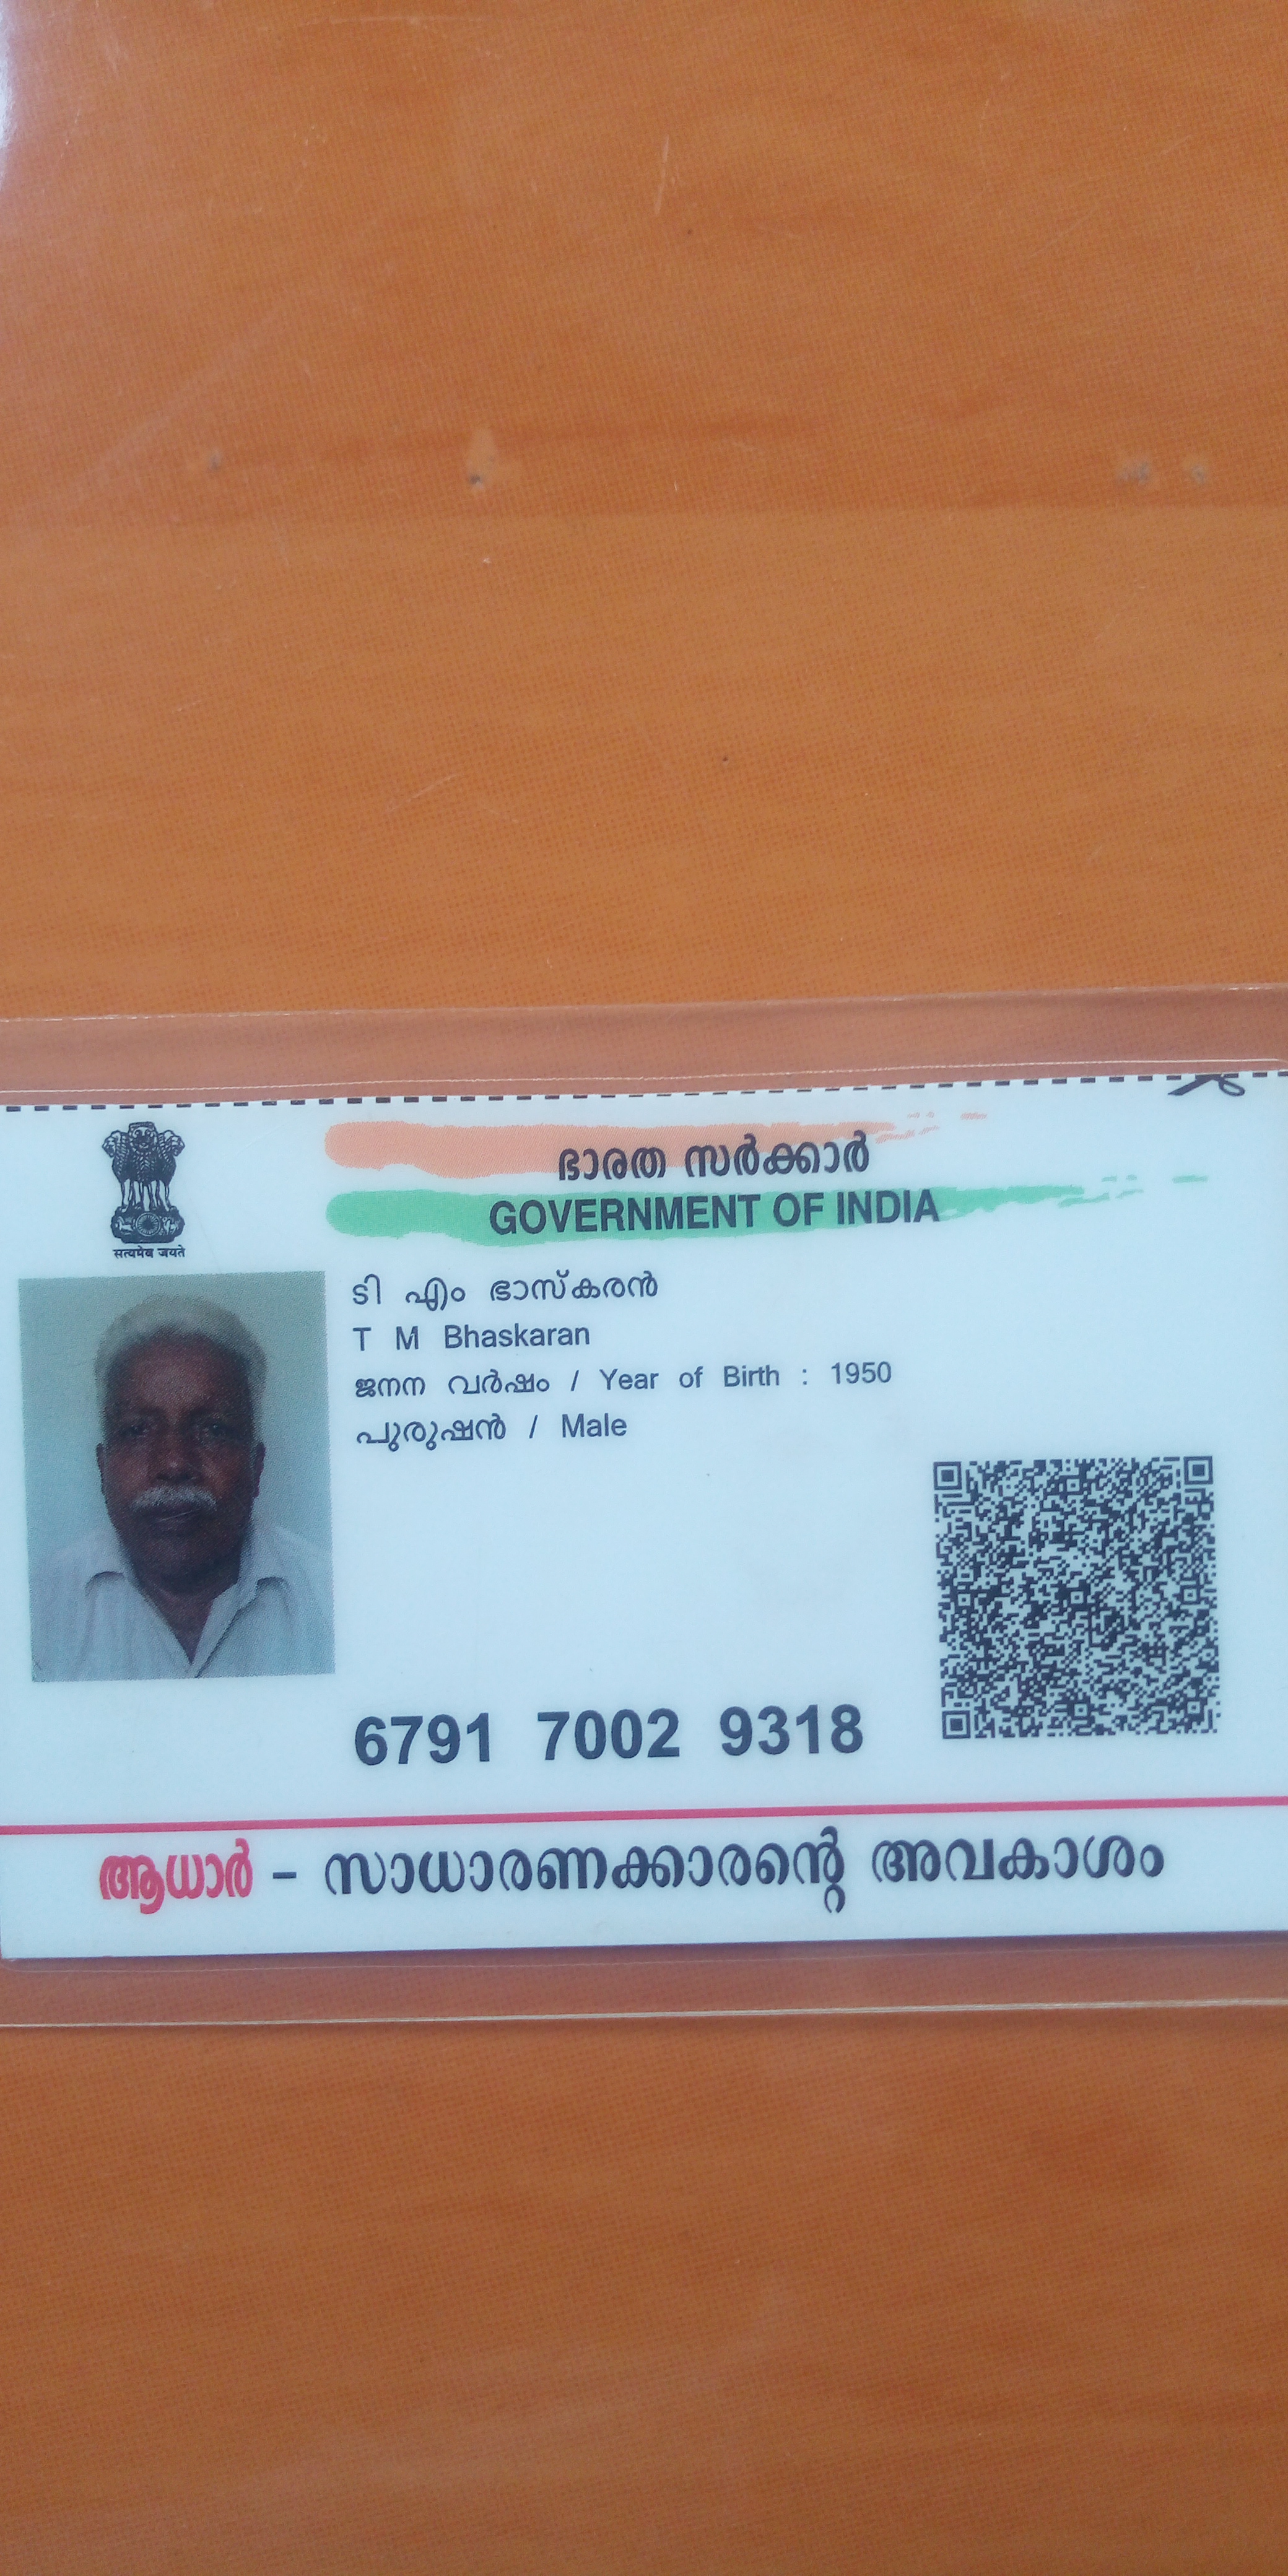 ഭാരത സർക്കാർ
GOVERNMENT OF INDIA
सत्यमेव जयते
ടി എം ഭാസ്കരൻ
T M Bhaskaran
ജനന വർഷം / Year of Birth : 1950
പുരുഷൻ / Male
6791 7002 9318
ആധാർ – സാധാരണക്കാരന്റെ അവകാശം